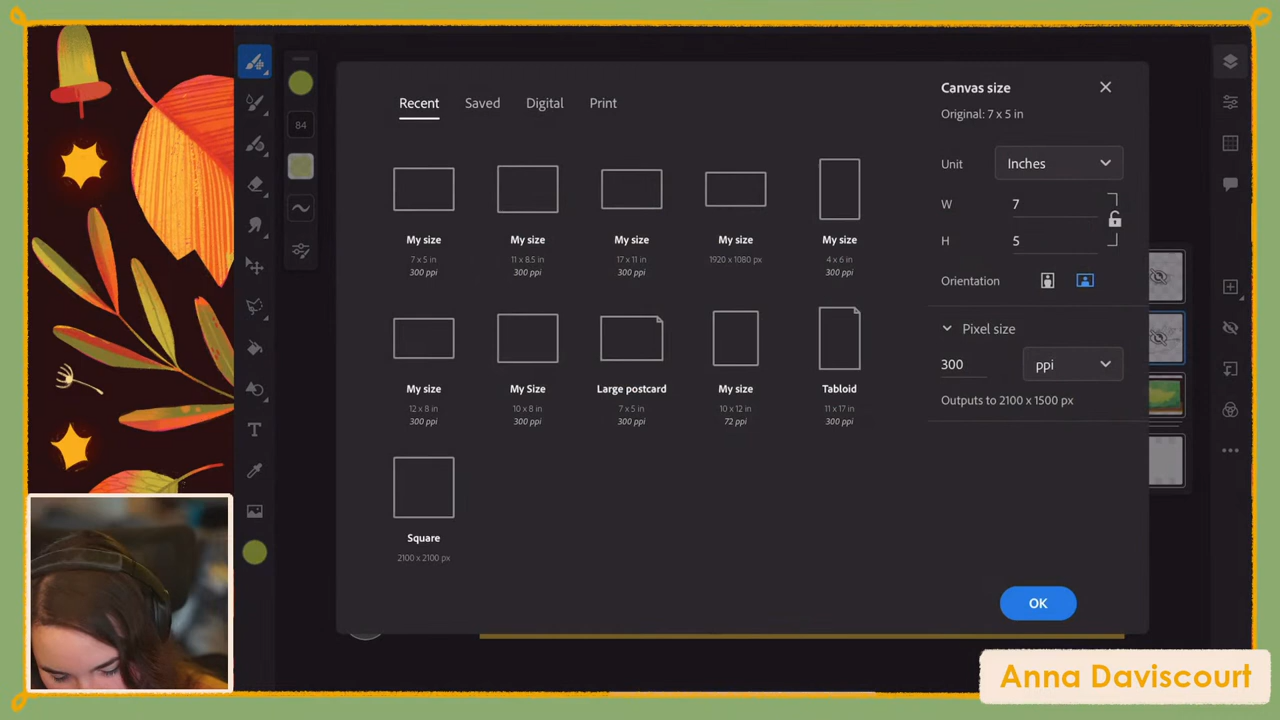 Recent Saved Digital Print
Canvas size
Original: 7 x 5 in
Unit Inches
W 7
H 5
Orientation
Pixel size
300 ppi
Outputs to 2100 x 1500 px
84
My size My size My size My size My size
7 x 5 in 11 x 8.5 in 17 x 11 in 1920 x 1080 px 4 x 6 in
300 ppi 300 ppi 300 ppi 300 ppi
My size My Size Large postcard My size Tabloid
12 x 8 in 10 x 8 in 7 x 5 in 10 x 12 in 11 x 17 in
300 ppi 300 ppi 300 ppi 72 ppi 300 ppi
Square
2100 x 2100 px
OK
Anna Daviscourt